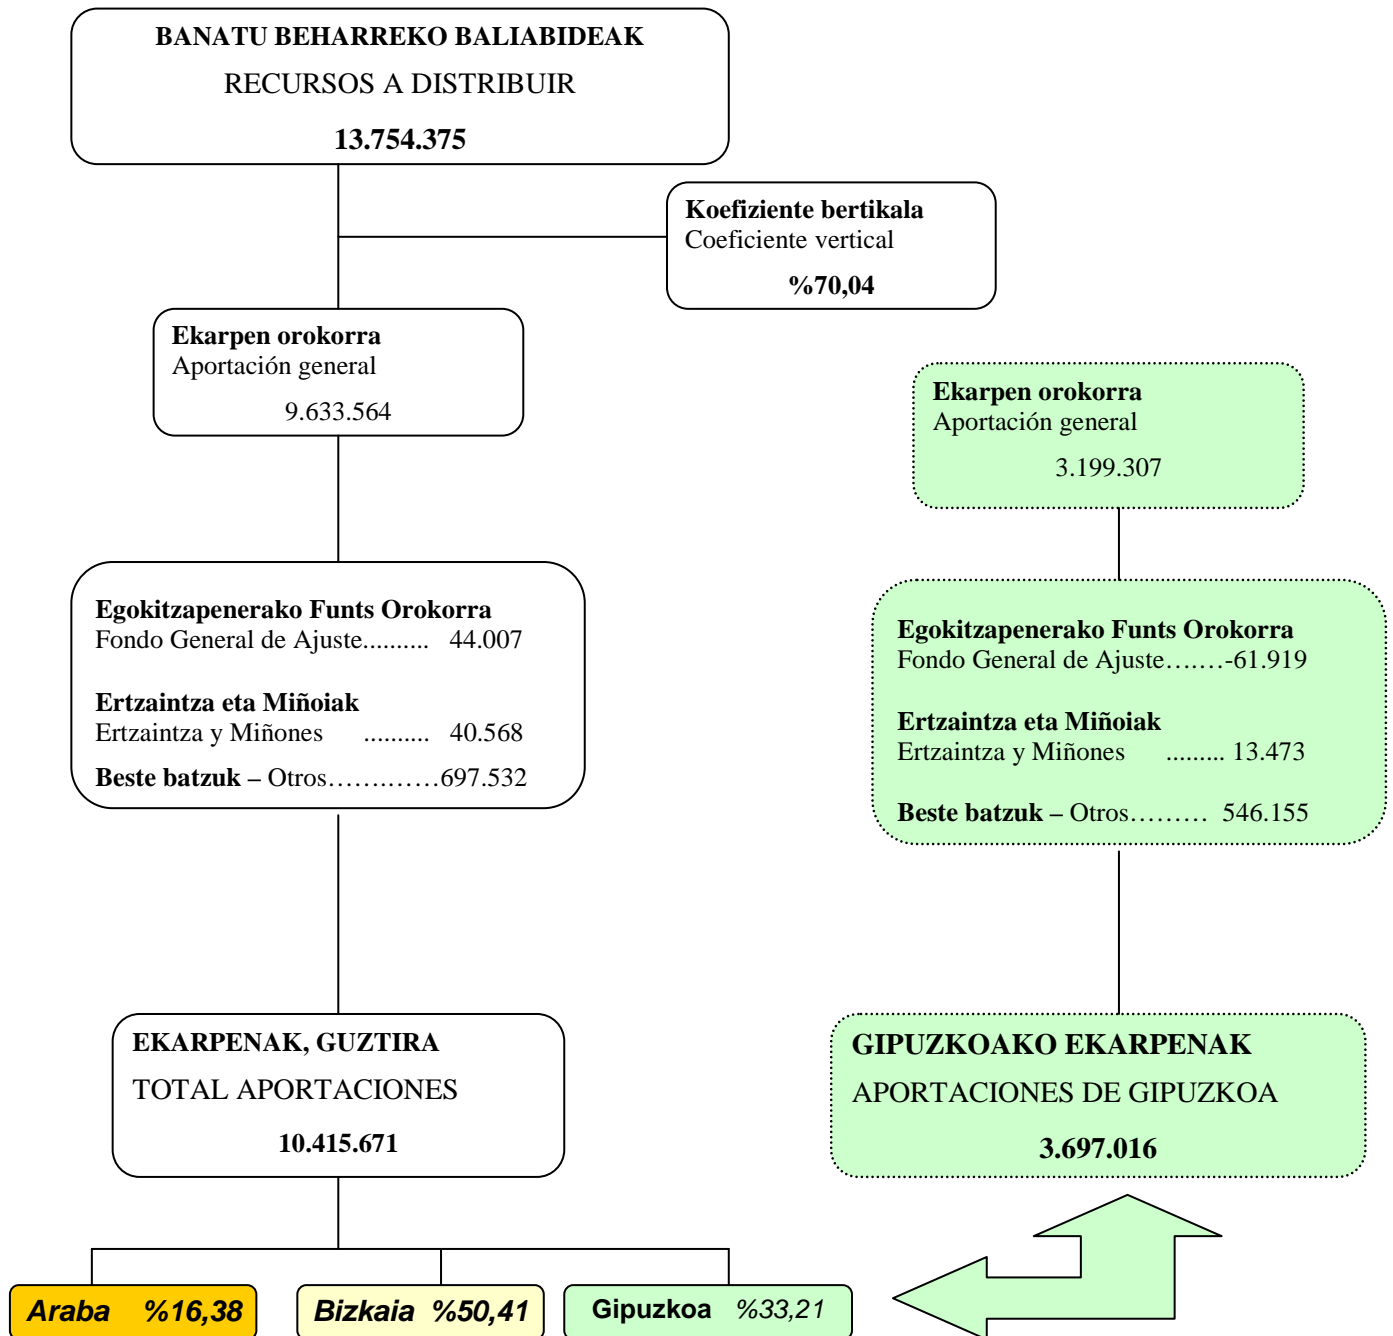 BANATU BEHARREKO BALIABIDEAK
RECURSOS A DISTRIBUIR
13.754.375
Koefiziente bertikala
Coeficiente vertical
%70,04
Ekarpen orokorra
Aportación general
9.633.564
Ekarpen orokorra
Aportación general
3.199.307
Egokitzapenerako Funts Orokorra
Fondo General de Ajuste.......... 44.007
Ertzaintza eta Miñoiak
Ertzaintza y Miñones .......... 40.568
Beste batzuk – Otros…………….697.532
Egokitzapenerako Funts Orokorra
Fondo General de Ajuste…….-61.919
Ertzaintza eta Miñoiak
Ertzaintza y Miñones ......... 13.473
Beste batzuk – Otros……… 546.155
EKARPENAK, GUZTIRA
TOTAL APORTACIONES
10.415.671
GIPUZKOAKO EKARPENAK
APORTACIONES DE GIPUZKOA
3.697.016
Araba %16,38
Bizkaia %50,41
Gipuzkoa %33,21